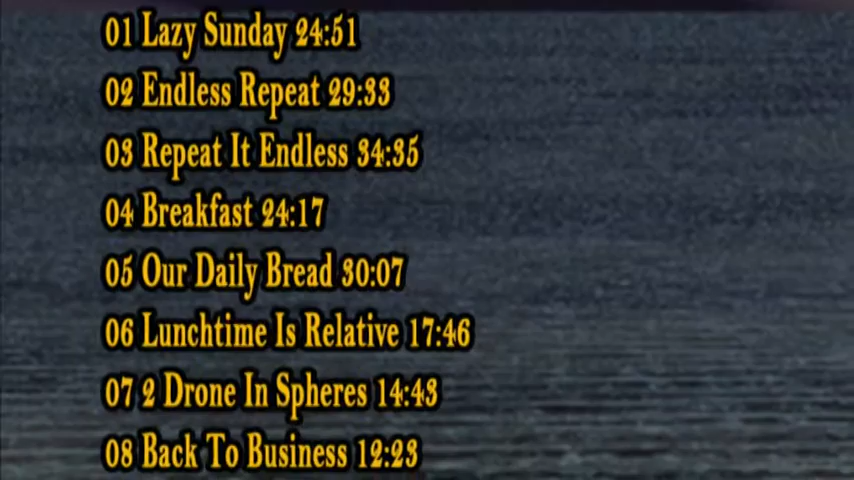 01 Lazy Sunday 24:51
02 Endless Repeat 29:33
03 Repeat It Endless 34:35
04 Breakfast 24:17
05 Our Daily Bread 30:07
06 Lunchtime Is Relative 17:46
07 2 Drone In Spheres 14:43
08 Back To Business 12:23